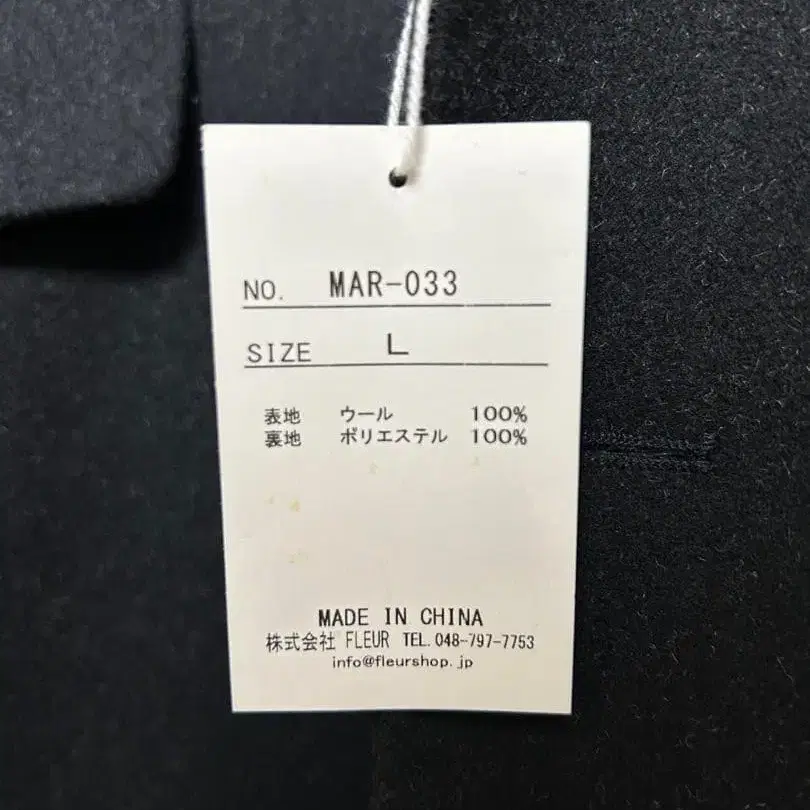 NO. MAR-033
SIZE L
表地 ウール 100%
裏地 ポリエステル 100%
MADE IN CHINA
株式会社 FLEUR TEL.048-797-7753
info@fleurshop.jp